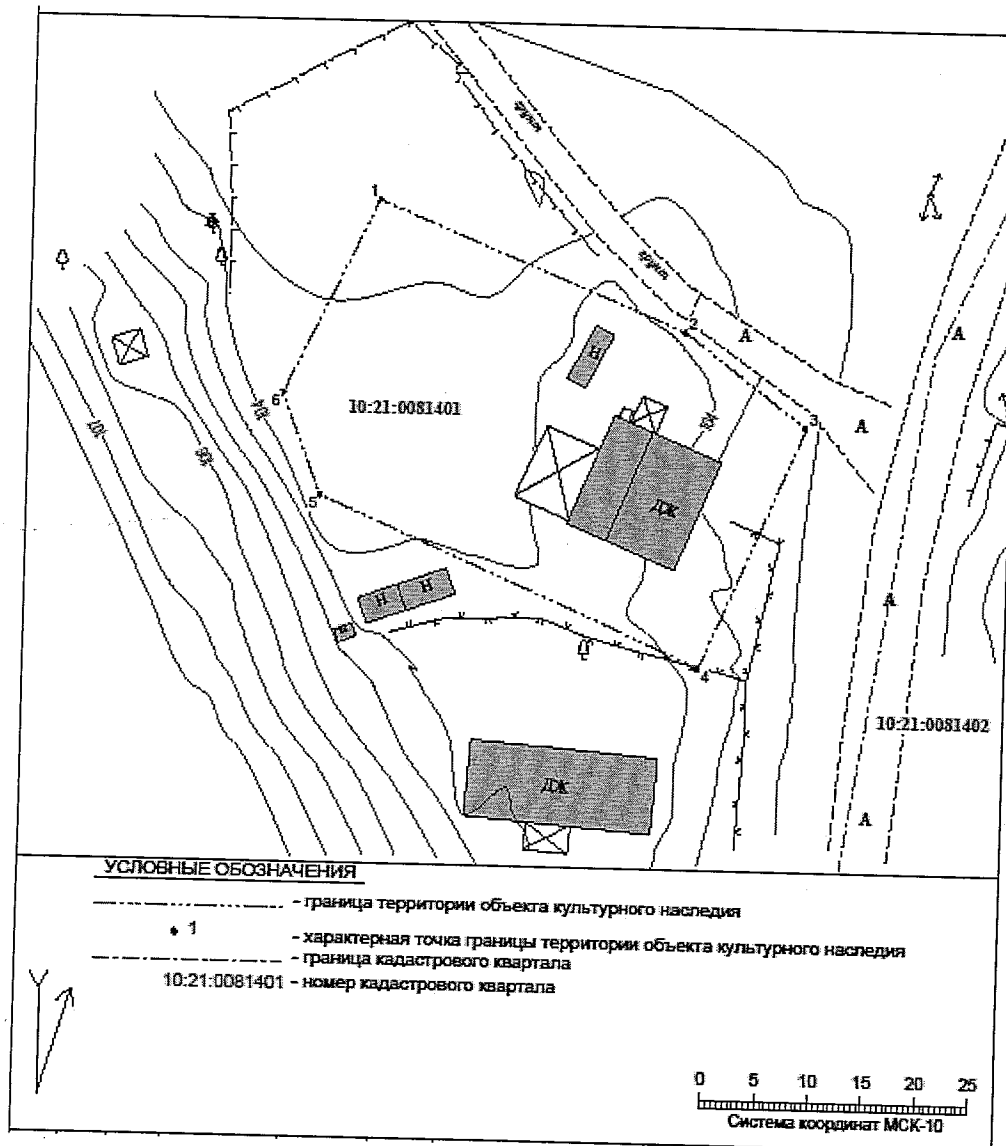 1
2
А
А
3
А
Н
6
10:21:0081401
104
ДЖ
5
Н Н
4
А
10:21:0081402
ДЖ
А
УСЛОВНЫЕ ОБОЗНАЧЕНИЯ
- граница территории объекта культурного наследия
1 - характерная точка границы территории объекта культурного наследия
- граница кадастрового квартала
10:21:0081401 - номер кадастрового квартала
0 5 10 15 20 25
Система координат МСК-10